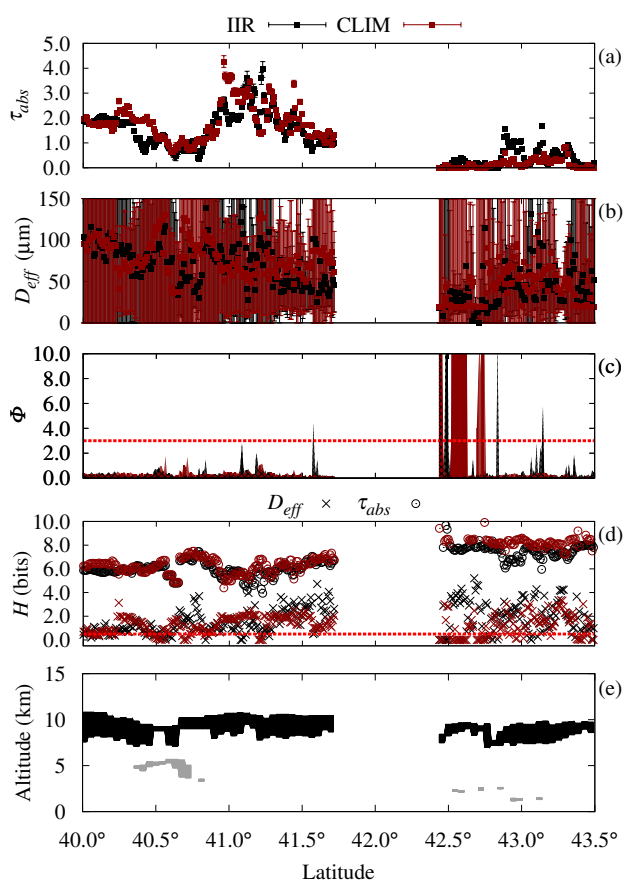 IIR CLIM
(a)
τabs
5.0
4.0
3.0
2.0
1.0
0.0
(b)
Deff (μm)
150
100
50
0
(c)
Φ
10.0
8.0
6.0
4.0
2.0
0.0
Deff × τabs ⊙
(d)
H (bits)
10.0
8.0
6.0
4.0
2.0
0.0
(e)
Altitude (km)
15
10
5
0
40.0° 40.5° 41.0° 41.5° 42.0° 42.5° 43.0° 43.5°
Latitude